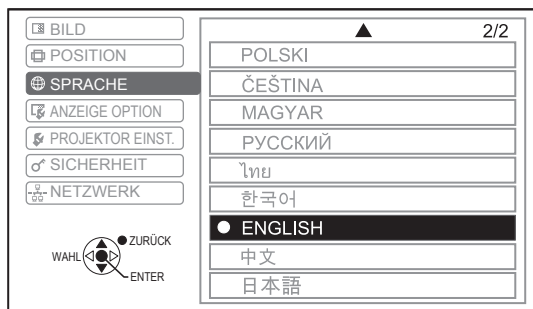 BILD
POSITION
SPRACHE
ANZEIGE OPTION
PROJEKTOR EINST.
SICHERHEIT
NETZWERK
ZURÜCK
WAHL
ENTER
2/2
POLSKI
ČEŠTINA
MAGYAR
РУССКИЙ
ไทย
한국어
ENGLISH
中文
日本語